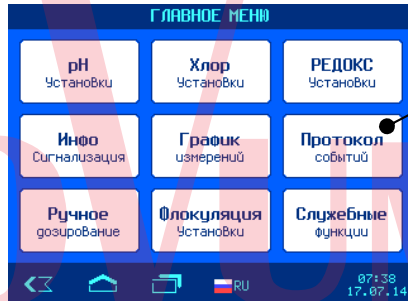 ГЛАВНОЕ МЕНЮ
pH
Установки
Хлор
Установки
РЕДОКС
Установки
Инфо
Сигнализация
График
измерений
Протокол
событий
Ручное
дозирование
Флокуляция
Установки
Служебные
функции
RU
07:38
17.07.14